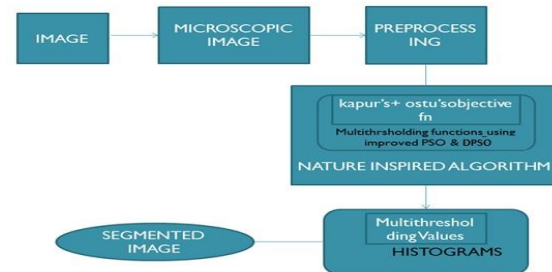 IMAGE
MICROSCOPIC
IMAGE
PREPROCESS
ING
kapur's+ ostu'sobjective
fn
Multithrsholding functions using
improved PSO & DPSO
NATURE INSPIRED ALGORITHM
Multithreshol
dingValues
HISTOGRAMS
SEGMENTED
IMAGE